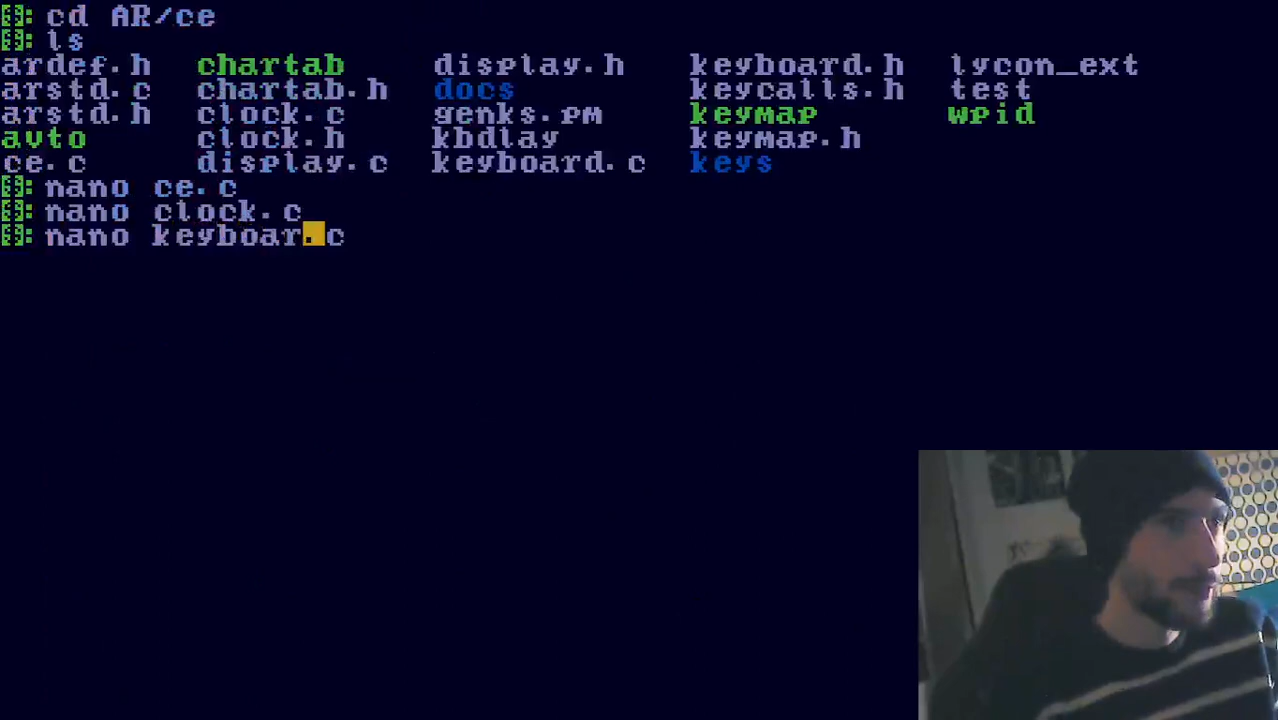 cd AR/ce
ls
ardef.h chartab display.h keyboard.h lycon_ext
arstd.c chartab.h docs keycalls.h test
arstd.h clock.c genks.pm keymap wpid
avto clock.h kbdlay keymap.h
ce.c display.c keyboard.c keys
nano ce.c
nano clock.c
nano keyboar.c